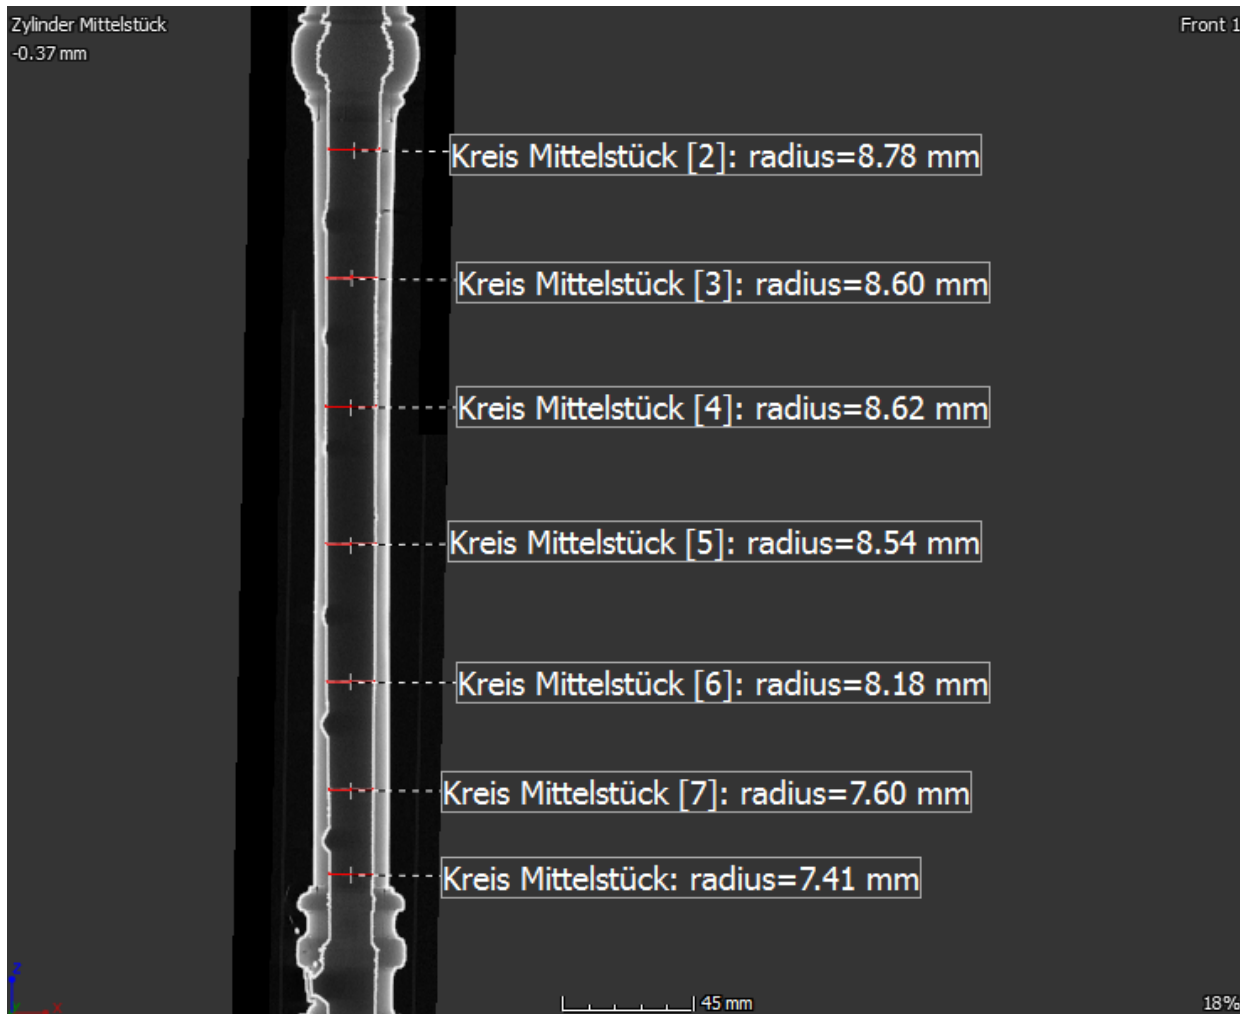 Zylinder Mittelstück
Front 1
-0.37 mm
Kreis Mittelstück [2]: radius=8.78 mm
Kreis Mittelstück [3]: radius=8.60 mm
Kreis Mittelstück [4]: radius=8.62 mm
Kreis Mittelstück [5]: radius=8.54 mm
Kreis Mittelstück [6]: radius=8.18 mm
Kreis Mittelstück [7]: radius=7.60 mm
Kreis Mittelstück: radius=7.41 mm
Z
Y X
45 mm
18%